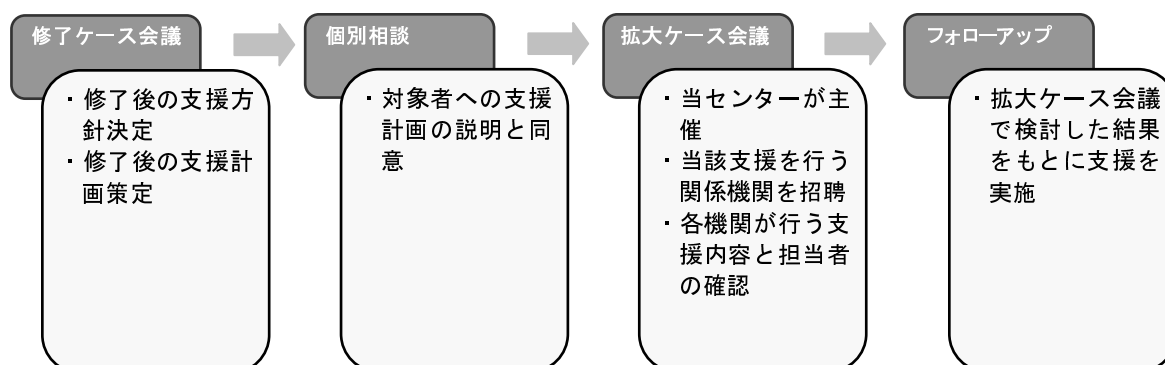 修了ケース会議
・修了後の支援方
針決定
・修了後の支援計
画策定
個別相談
・対象者への支援
計画の説明と同
意
拡大ケース会議
・当センターが主
催
・当該支援を行う
関係機関を招聘
・各機関が行う支
援内容と担当者
の確認
フォローアップ
・拡大ケース会議
で検討した結果
をもとに支援を
実施